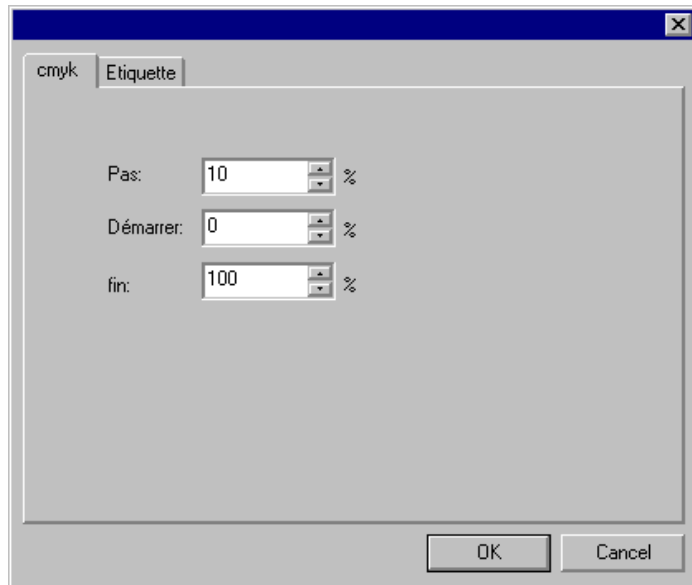 cmyk Etiquette
Pas: 10 %
Démarrer: 0 %
fin: 100 %
OK Cancel